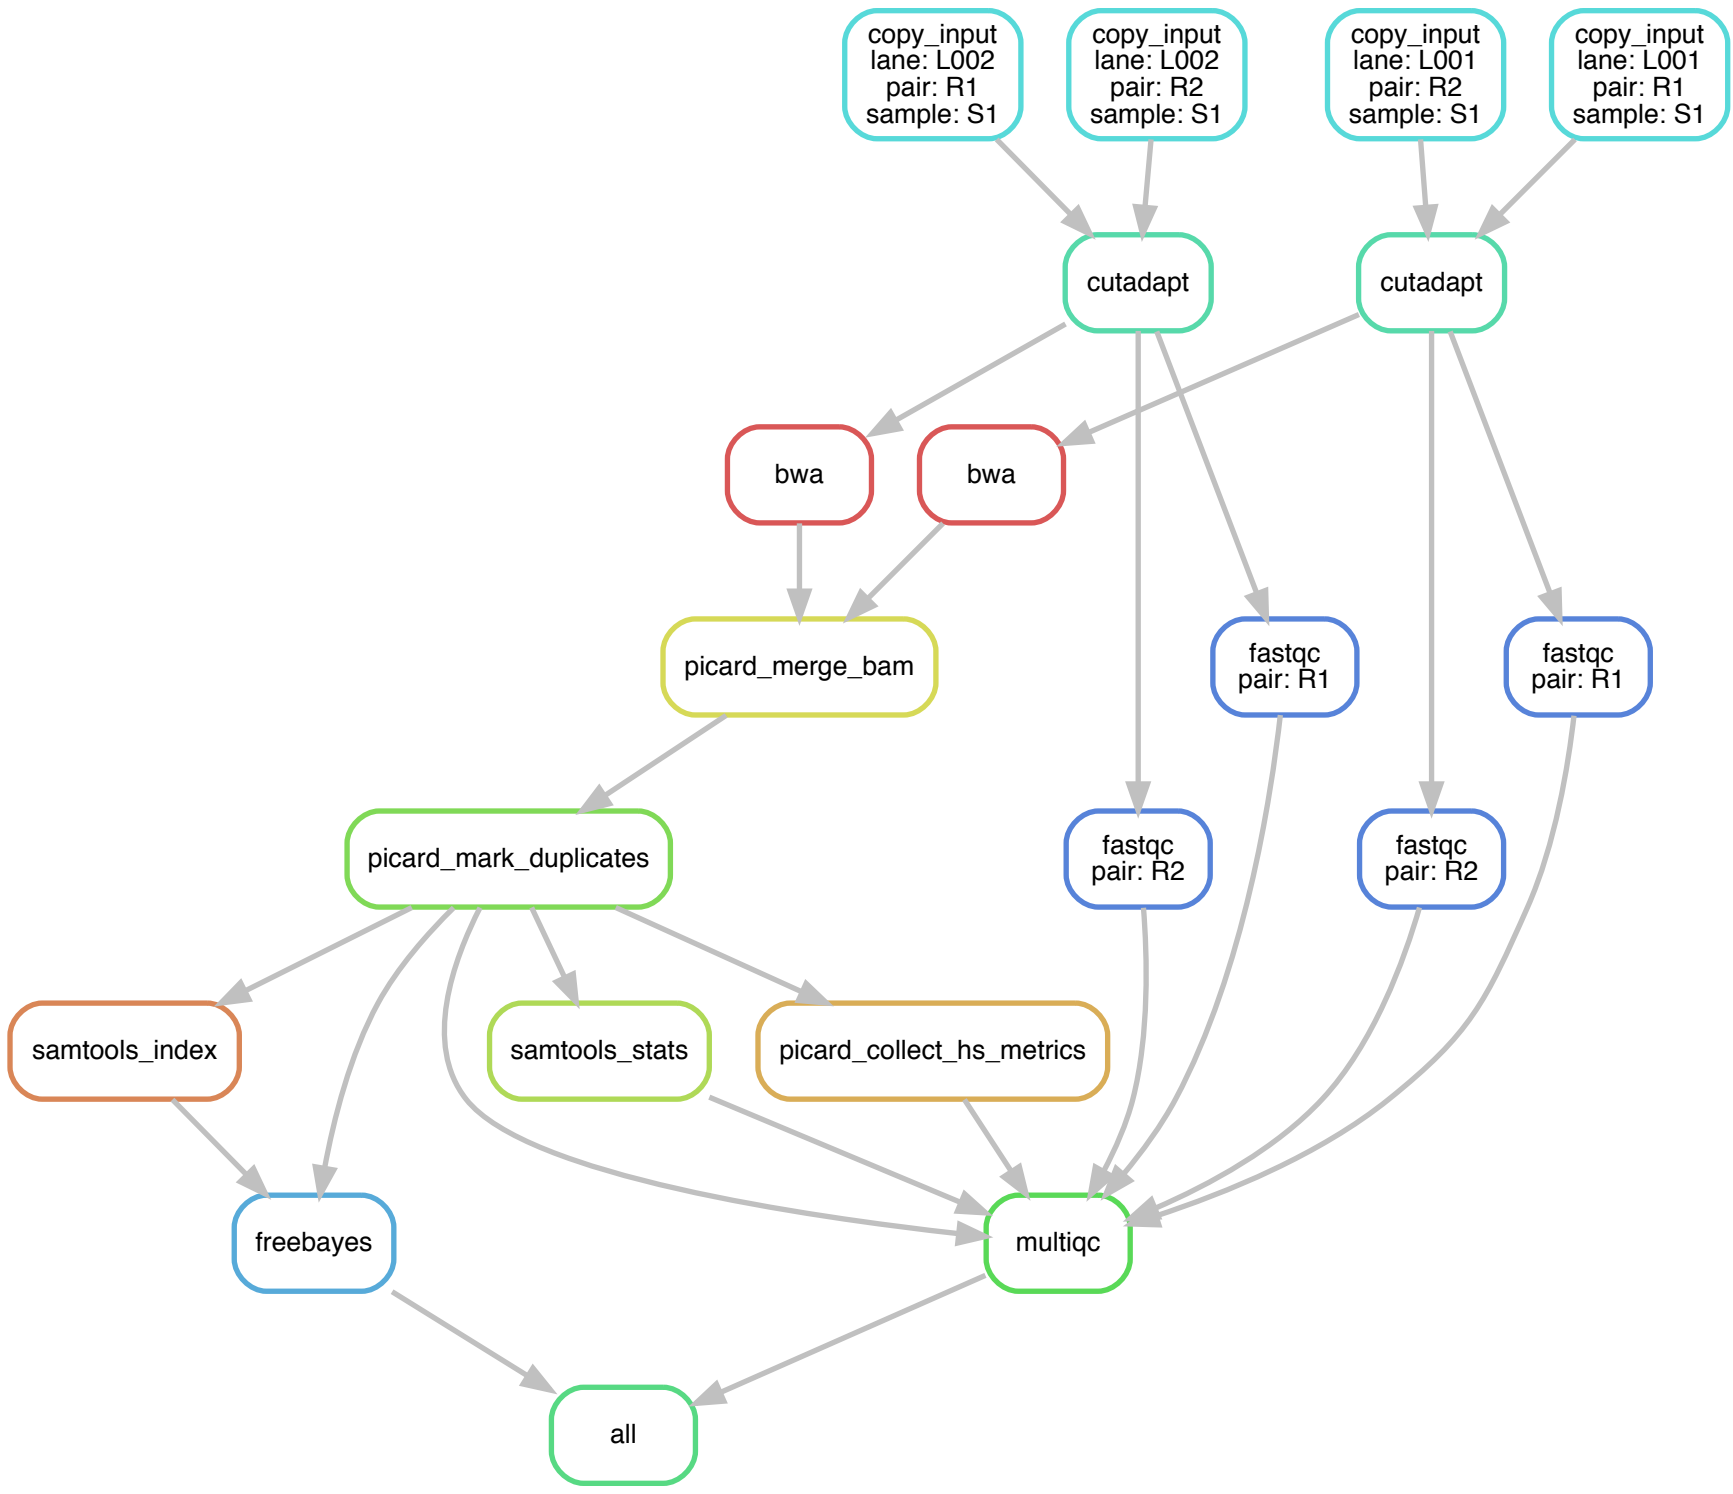 copy_input
lane: L002
pair: R1
sample: S1
copy_input
lane: L002
pair: R2
sample: S1
copy_input
lane: L001
pair: R2
sample: S1
copy_input
lane: L001
pair: R1
sample: S1
cutadapt
cutadapt
bwa
bwa
picard_merge_bam
fastqc
pair: R1
fastqc
pair: R1
picard_mark_duplicates
fastqc
pair: R2
fastqc
pair: R2
samtools_index
samtools_stats
picard_collect_hs_metrics
freebayes
multiqc
all